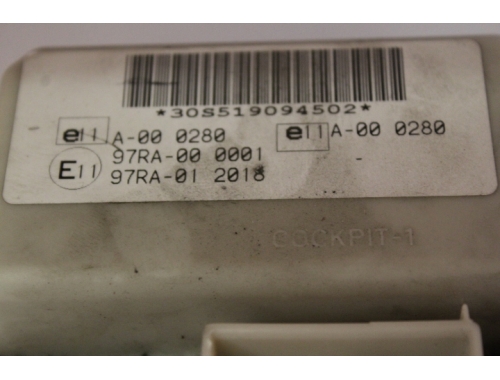 *30S519094502*
e11 A-00 0280 e11 A-00 0280
97RA-00 0001
E11 97RA-01 2018
COCKPIT-1